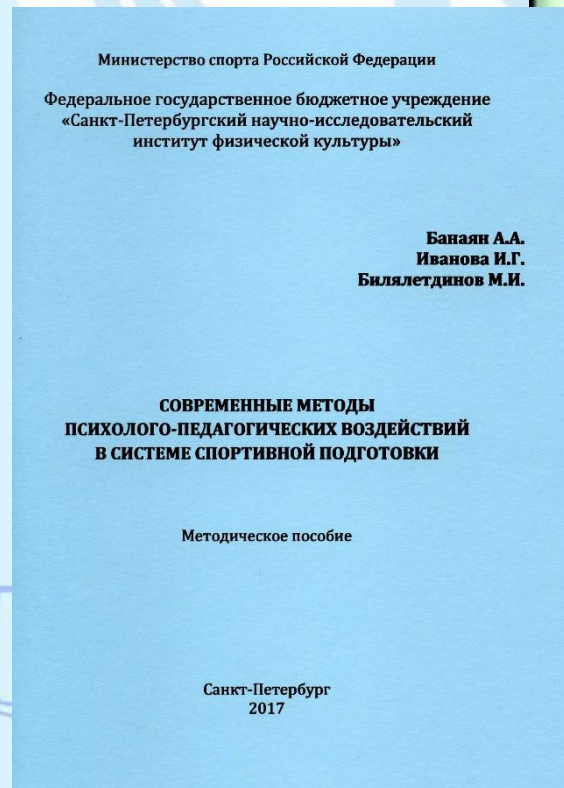 Министерство спорта Российской Федерации
Федеральное государственное бюджетное учреждение
«Санкт-Петербургский научно-исследовательский
институт физической культуры»
Банаян А.А.
Иванова И.Г.
Билялетдинов М.И.
СОВРЕМЕННЫЕ МЕТОДЫ
ПСИХОЛОГО-ПЕДАГОГИЧЕСКИХ ВОЗДЕЙСТВИЙ
В СИСТЕМЕ СПОРТИВНОЙ ПОДГОТОВКИ
Методическое пособие
Санкт-Петербург
2017